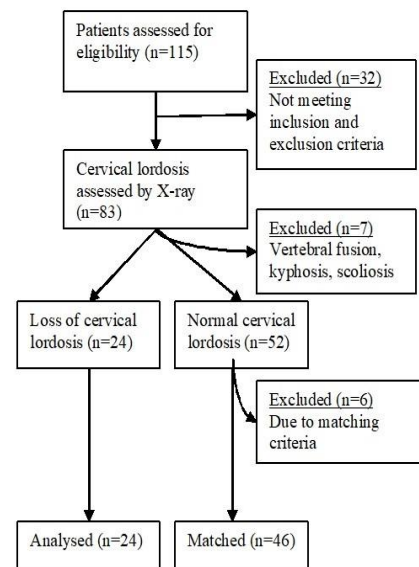 Patients assessed for
eligibility (n=115)
Excluded (n=32)
Not meeting
inclusion and
exclusion criteria
Cervical lordosis
assessed by X-ray
(n=83)
Excluded (n=7)
Vertebral fusion,
kyphosis, scoliosis
Loss of cervical
lordosis (n=24)
Normal cervical
lordosis (n=52)
Excluded (n=6)
Due to matching
criteria
Analysed (n=24)
Matched (n=46)